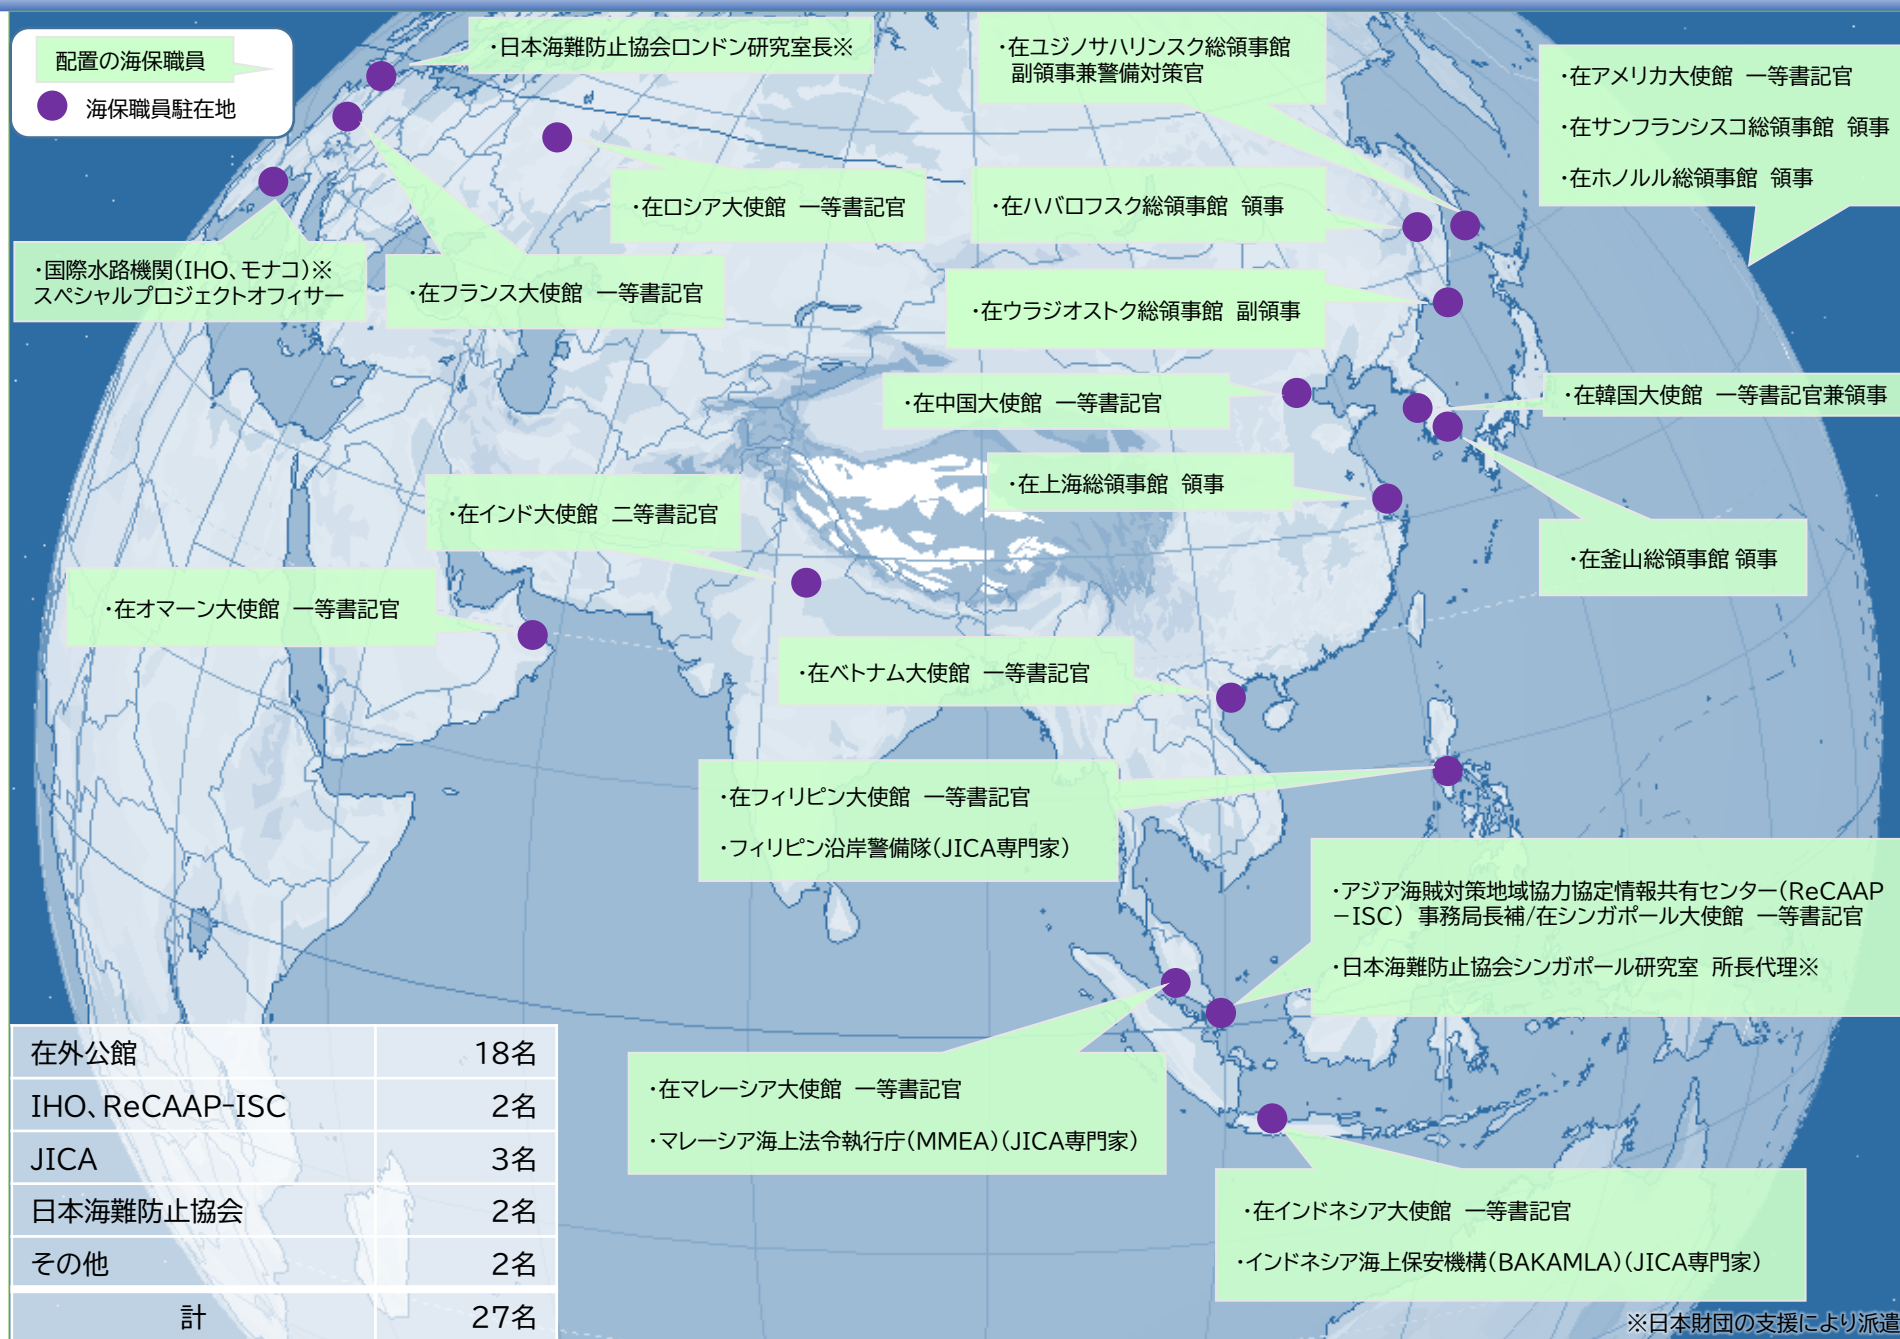 配置の海保職員
海保職員駐在地
・日本海難防止協会ロンドン研究室長※
・在ユジノサハリンスク総領事館
副領事兼警備対策官
・在アメリカ大使館 一等書記官
・在サンフランシスコ総領事館 領事
・在ホノルル総領事館 領事
・在ロシア大使館 一等書記官
・在ハバロフスク総領事館 領事
・国際水路機関(IHO、モナコ)※
スペシャルプロジェクトオフィサー
・在フランス大使館 一等書記官
・在ウラジオストク総領事館 副領事
・在中国大使館 一等書記官
・在韓国大使館 一等書記官兼領事
・在上海総領事館 領事
・在インド大使館 二等書記官
・在釜山総領事館 領事
・在オマーン大使館 一等書記官
・在ベトナム大使館 一等書記官
・在フィリピン大使館 一等書記官
・フィリピン沿岸警備隊(JICA専門家)
・アジア海賊対策地域協力協定情報共有センター(ReCAAP
－ISC) 事務局長補/在シンガポール大使館 一等書記官
・日本海難防止協会シンガポール研究室 所長代理※
・在マレーシア大使館 一等書記官
・マレーシア海上法令執行庁(MMEA)(JICA専門家)
・在インドネシア大使館 一等書記官
・インドネシア海上保安機構(BAKAMLA)(JICA専門家)
在外公館 18名
IHO、ReCAAP-ISC 2名
JICA 3名
日本海難防止協会 2名
その他 2名
計 27名
※日本財団の支援により派遣